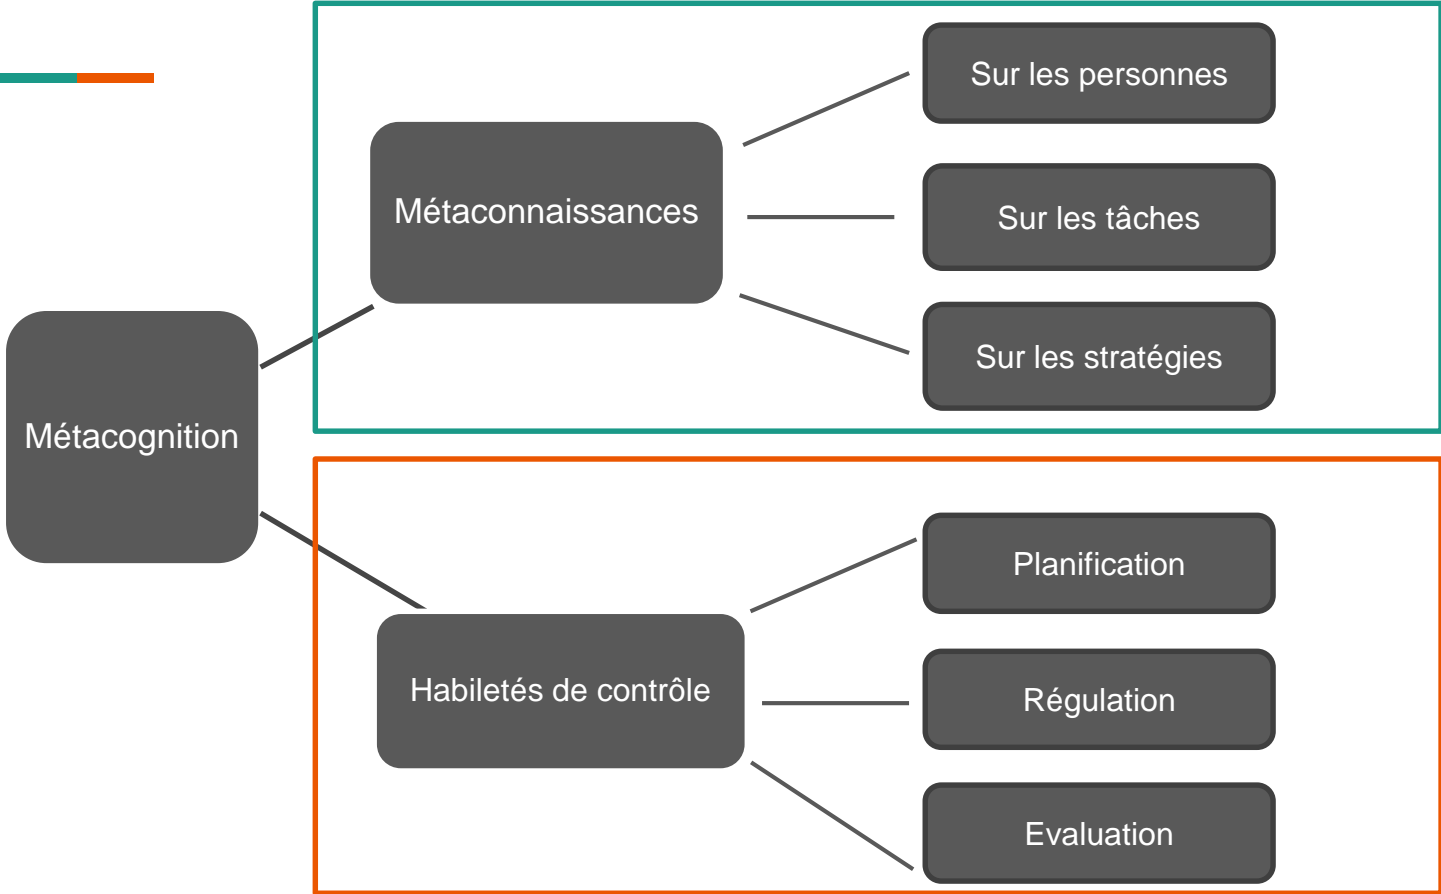 Métacognition
Métaconnaissances
Sur les personnes
Sur les tâches
Sur les stratégies
Habiletés de contrôle
Planification
Régulation
Evaluation